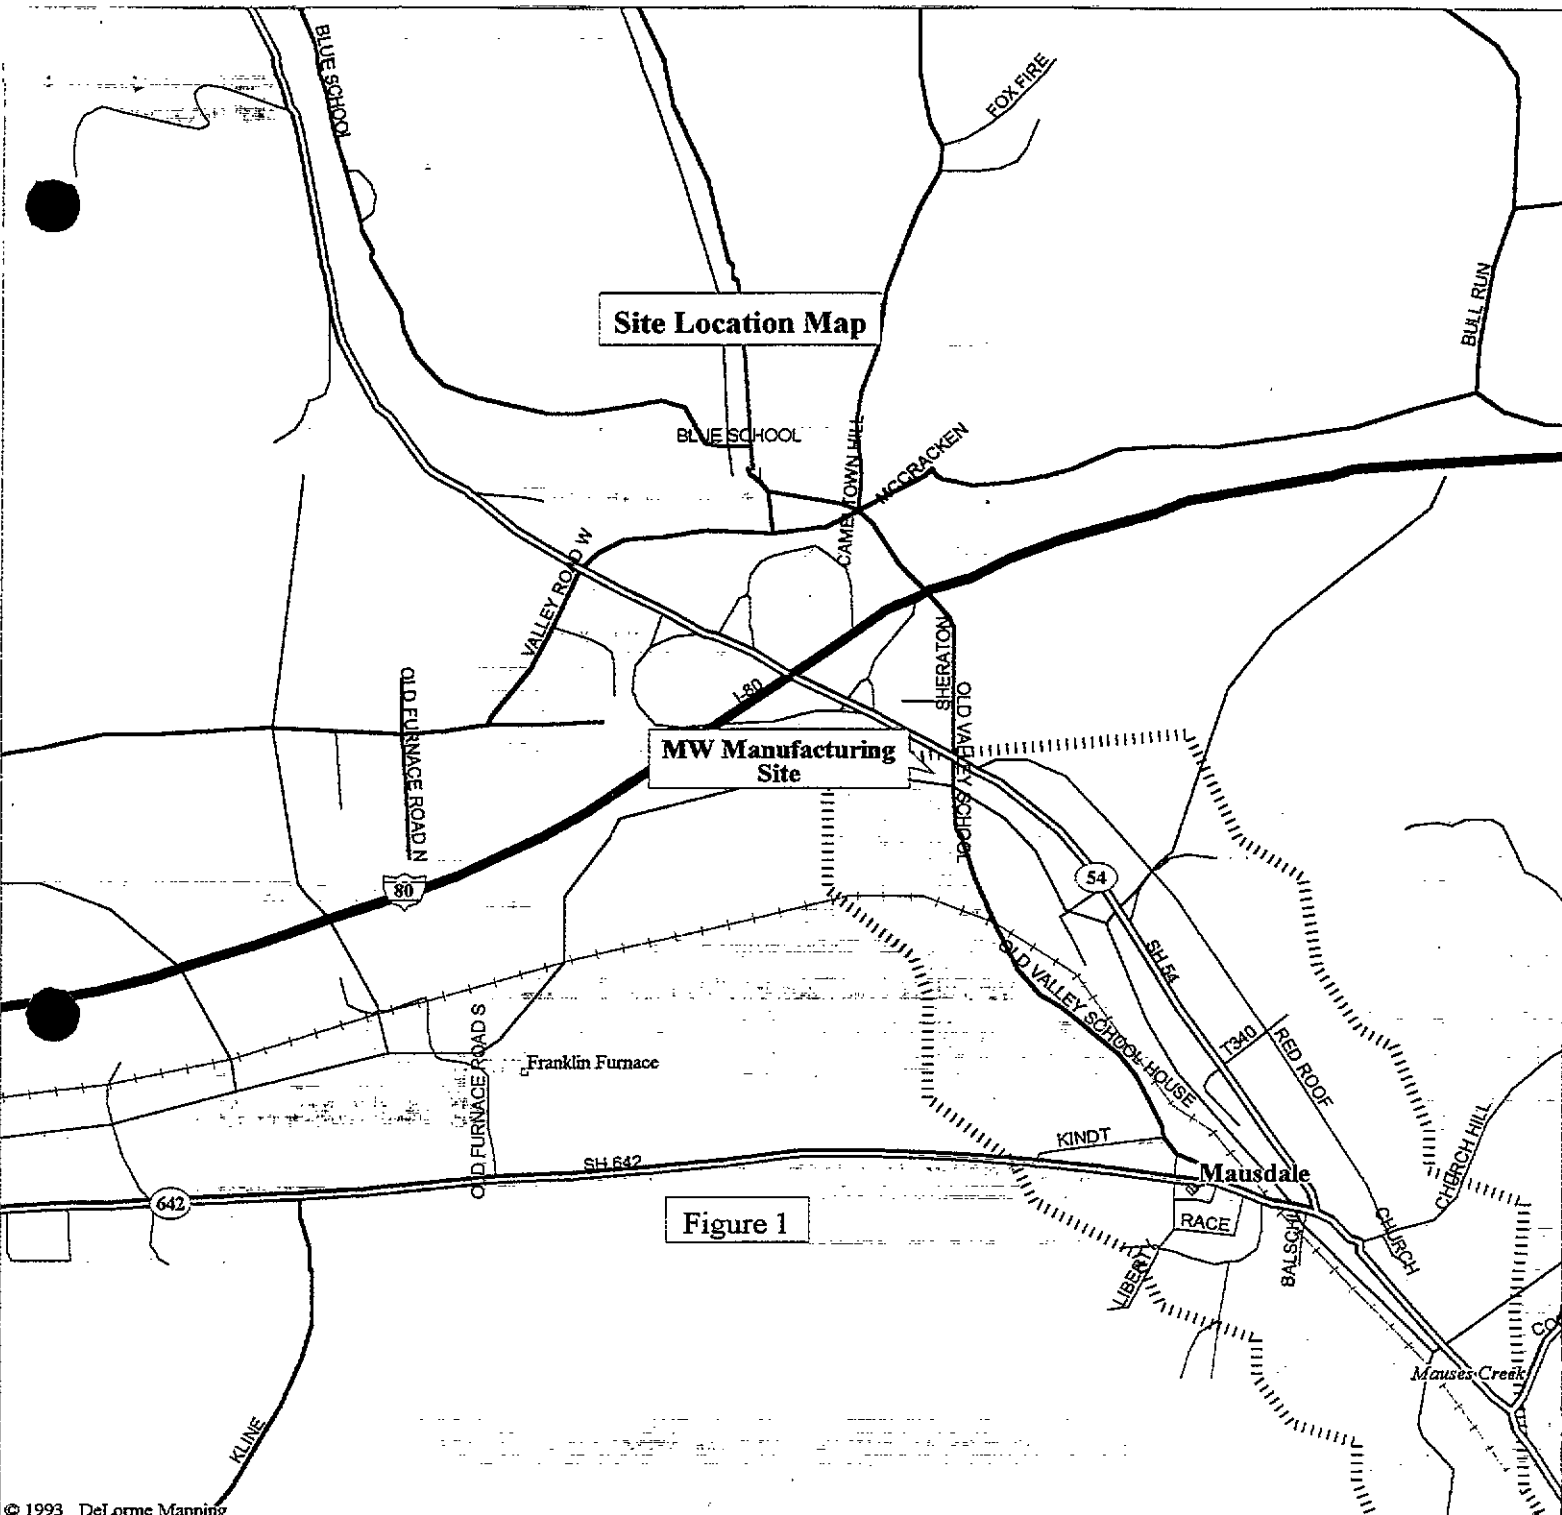 BLUE SCHOOL
FOX FIRE
BULL RUN
Site Location Map
BLUE SCHOOL
CAMELTOWN HILL
MCCRACKEN
VALLEY ROAD W
SHERATON
OLD FURNACE ROAD N
I-80
OLD VALLEY SCHOOL
MW Manufacturing
Site
80
54
SH 54
OLD VALLEY SCHOOL HOUSE
OLD FURNACE ROAD S
Franklin Furnace
T340
RED ROOF
KINDT
CHURCH HILL
SH 642
Mausdale
642
Figure 1
RACE
CHURCH
LIBERTY
BALSCH
Mauses Creek
KLINE
© 1993 DeLorme Mapping